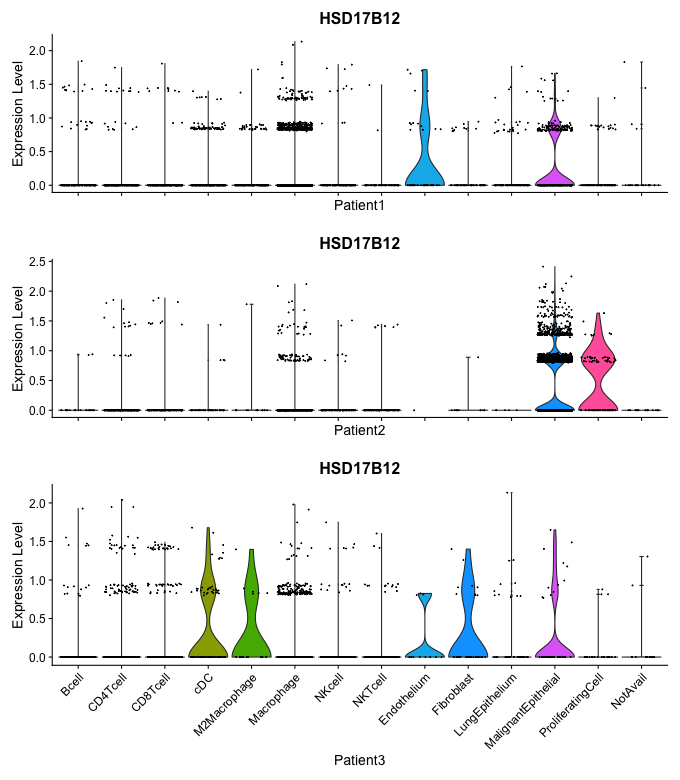 HSD17B12
Expression Level
2.0
1.5
1.0
0.5
0.0
Patient1
HSD17B12
Expression Level
2.5
2.0
1.5
1.0
0.5
0.0
Patient2
HSD17B12
Expression Level
2.0
1.5
1.0
0.5
0.0
Bcell
CD4Tcell
CD8Tcell
cDC
M2Macrophage
Macrophage
NKcell
NKTcell
Endothelium
Fibroblast
LungEpithelium
MalignantEpithelial
ProliferatingCell
NotAvail
Patient3